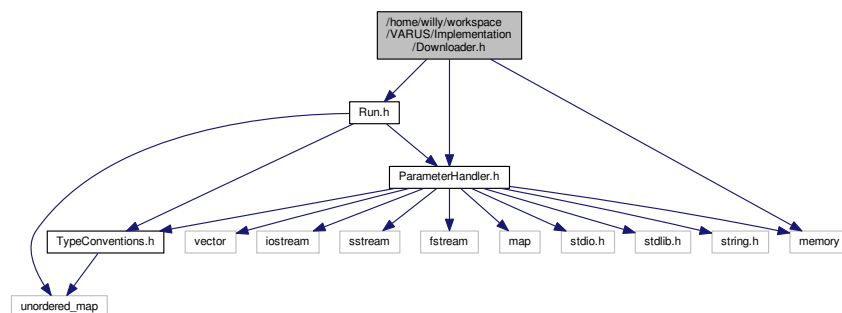 /home/willy/workspace
/VARUS/Implementation
/Downloader.h
Run.h
ParameterHandler.h
TypeConventions.h
vector
iostream
sstream
fstream
map
stdio.h
stdlib.h
string.h
memory
unordered_map